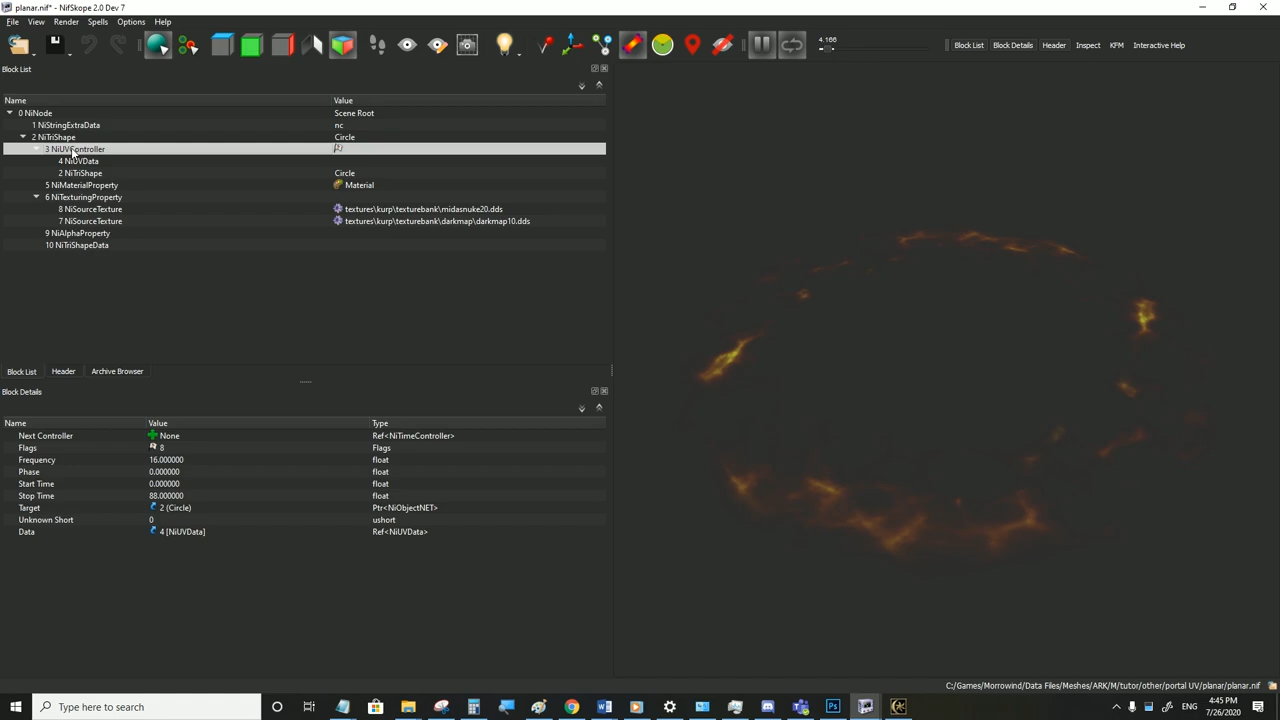 planar.nif* - NifSkope 2.0 Dev 7
File View Render Spells Options Help
4.166
Block List Block Details Header Inspect KFM Interactive Help
Block List
Name Value
0 NiNode Scene Root
1 NiStringExtraData nc
2 NiTriShape Circle
3 NiUVController
4 NiUVData
2 NiTriShape Circle
5 NiMaterialProperty Material
6 NiTexturingProperty
8 NiSourceTexture textures\kurp\texturebank\midasnuke20.dds
7 NiSourceTexture textures\kurp\texturebank\darkmap\darkmap10.dds
9 NiAlphaProperty
10 NiTriShapeData
Block List Header Archive Browser
Block Details
Name Value Type
Next Controller None Ref<NiTimeController>
Flags 8 Flags
Frequency 16.000000 float
Phase 0.000000 float
Start Time 0.000000 float
Stop Time 88.000000 float
Target 2 (Circle) Ptr<NiObjectNET>
Unknown Short 0 ushort
Data 4 [NiUVData] Ref<NiUVData>
C:/Games/Morrowind/Data Files/Meshes/ARK/M/tutor/other/portal UV/planar/planar.nif
Type here to search
ENG
4:45 PM
7/26/2020